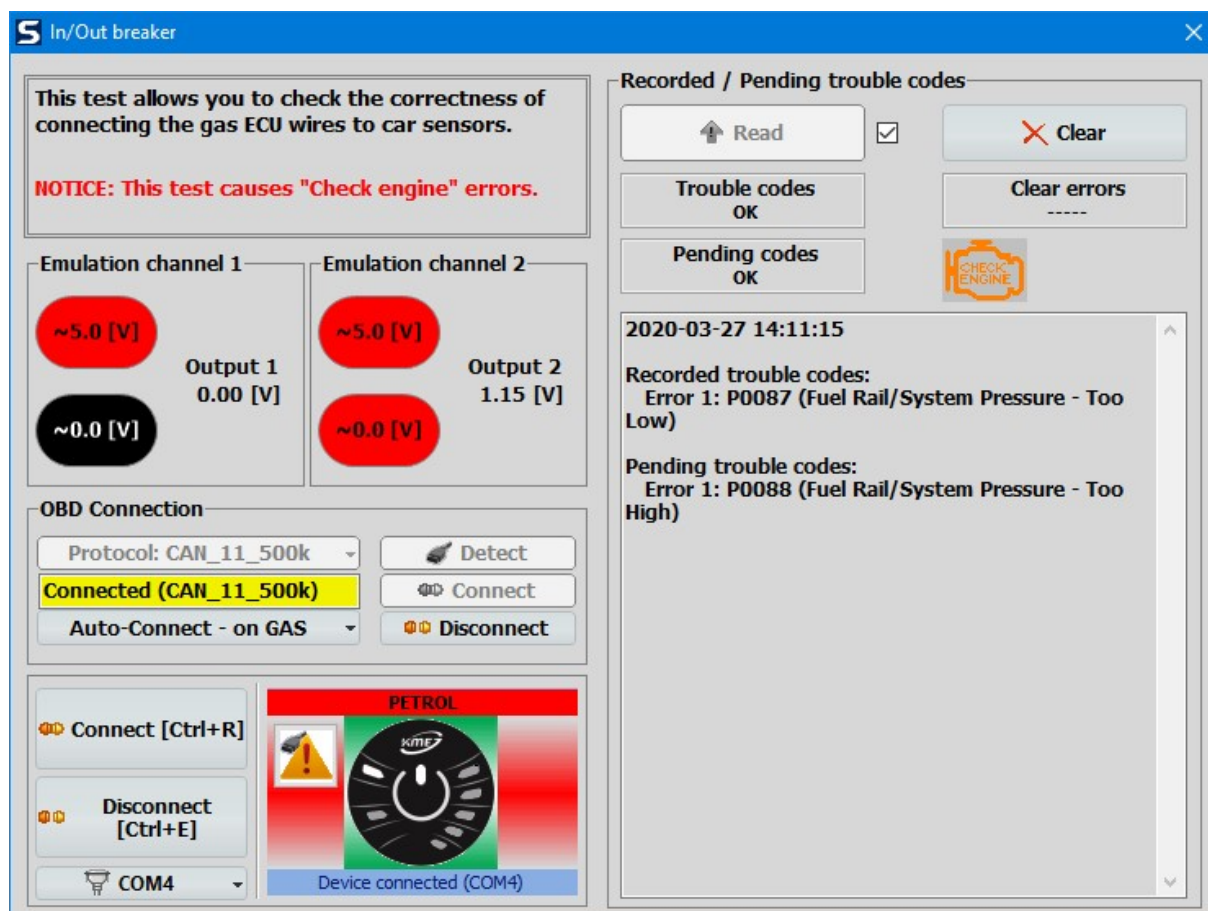 In/Out breaker
This test allows you to check the correctness of
connecting the gas ECU wires to car sensors.
NOTICE: This test causes "Check engine" errors.
Emulation channel 1
~5.0 [V]
Output 1
0.00 [V]
~0.0 [V]
Emulation channel 2
~5.0 [V]
Output 2
1.15 [V]
~0.0 [V]
OBD Connection
Protocol: CAN_11_500k
Detect
Connected (CAN_11_500k)
Connect
Auto-Connect - on GAS
Disconnect
Connect [Ctrl+R]
Disconnect
[Ctrl+E]
COM4
PETROL
KME
Device connected (COM4)
Recorded / Pending trouble codes
Read
Clear
Trouble codes
OK
Clear errors
-----
Pending codes
OK
CHECK
ENGINE
2020-03-27 14:11:15
Recorded trouble codes:
Error 1: P0087 (Fuel Rail/System Pressure - Too
Low)
Pending trouble codes:
Error 1: P0088 (Fuel Rail/System Pressure - Too
High)